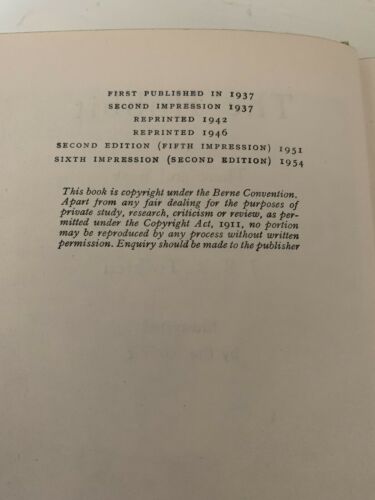 FIRST PUBLISHED IN 1937
SECOND IMPRESSION 1937
REPRINTED 1942
REPRINTED 1946
SECOND EDITION (FIFTH IMPRESSION) 1951
SIXTH IMPRESSION (SECOND EDITION) 1954
This book is copyright under the Berne Convention.
Apart from any fair dealing for the purposes of
private study, research, criticism or review, as per-
mitted under the Copyright Act, 1911, no portion
may be reproduced by any process without written
permission. Enquiry should be made to the publisher